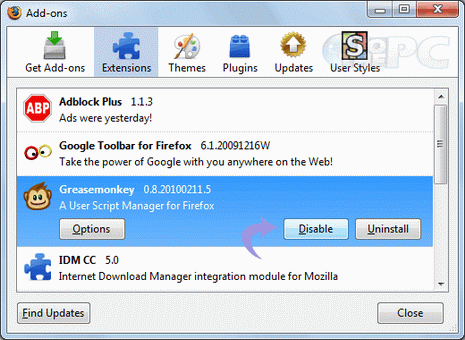 Add-ons
Get Add-ons
Extensions
Themes
Plugins
Updates
User Styles
S
PC
ABP
Adblock Plus 1.1.3
Ads were yesterday!
Google Toolbar for Firefox 6.1.20091216W
Take the power of Google with you anywhere on the Web!
Greasemonkey 0.8.20100211.5
A User Script Manager for Firefox
Options
Disable
Uninstall
IDM CC 5.0
Internet Download Manager integration module for Mozilla
Find Updates
Close